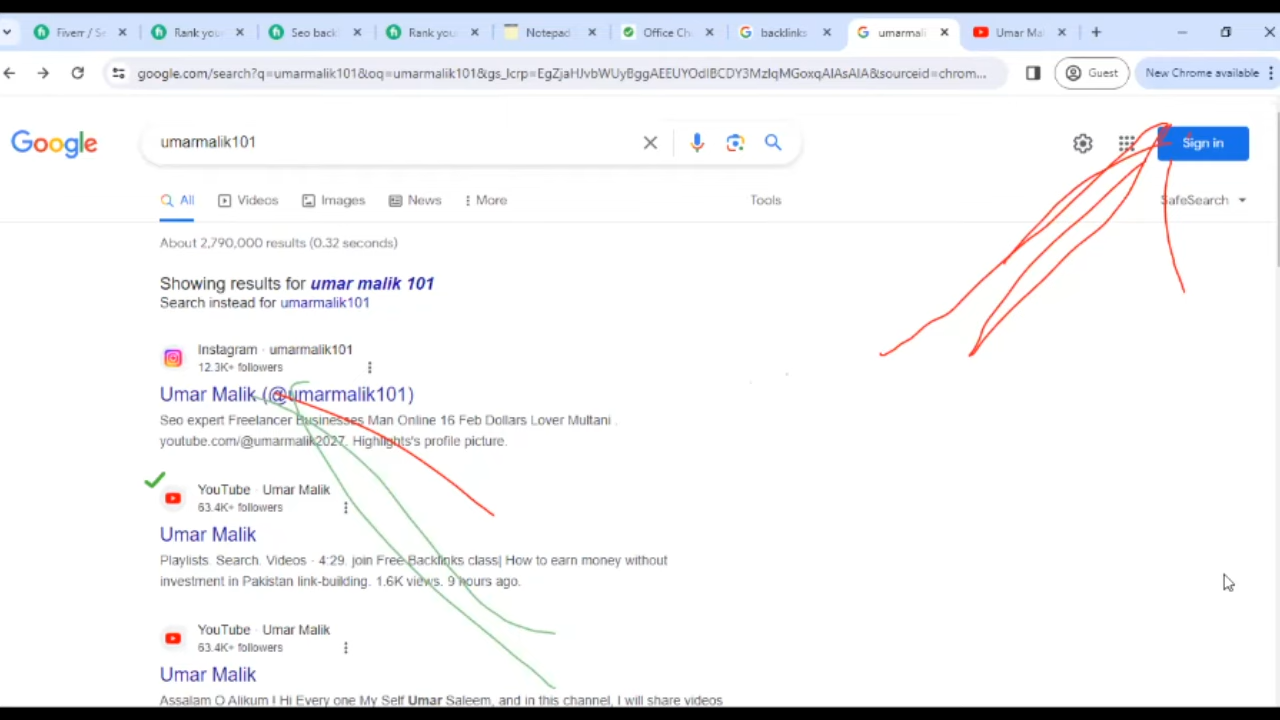 Fiverr / Se
Rank you
Seo back
Rank you
Notepad
Office Ch
backlinks
umarmali
Umar Ma
google.com/search?q=umarmalik101&oq=umarmalik101&gs_lcrp=EgZjaHJvbWUyBggAEEUYOdIBCDY3MzlqMGoxqAIAsAIA&sourceid=chrom...
Guest
New Chrome available
Google
umarmalik101
Sign in
All
Videos
Images
News
More
Tools
SafeSearch
About 2,790,000 results (0.32 seconds)
Showing results for umar malik 101
Search instead for umarmalik101
Instagram · umarmalik101
12.3K+ followers
Umar Malik (@umarmalik101)
Seo expert Freelancer Businesses Man Online 16 Feb Dollars Lover Multani .
youtube.com/@umarmalik2027. Highlights's profile picture.
YouTube · Umar Malik
63.4K+ followers
Umar Malik
Playlists. Search. Videos · 4:29. join Free Backlinks class| How to earn money without
investment in Pakistan link-building. 1.6K views. 9 hours ago.
YouTube · Umar Malik
63.4K+ followers
Umar Malik
Assalam O Alikum ! Hi Every one My Self Umar Saleem, and in this channel, I will share videos